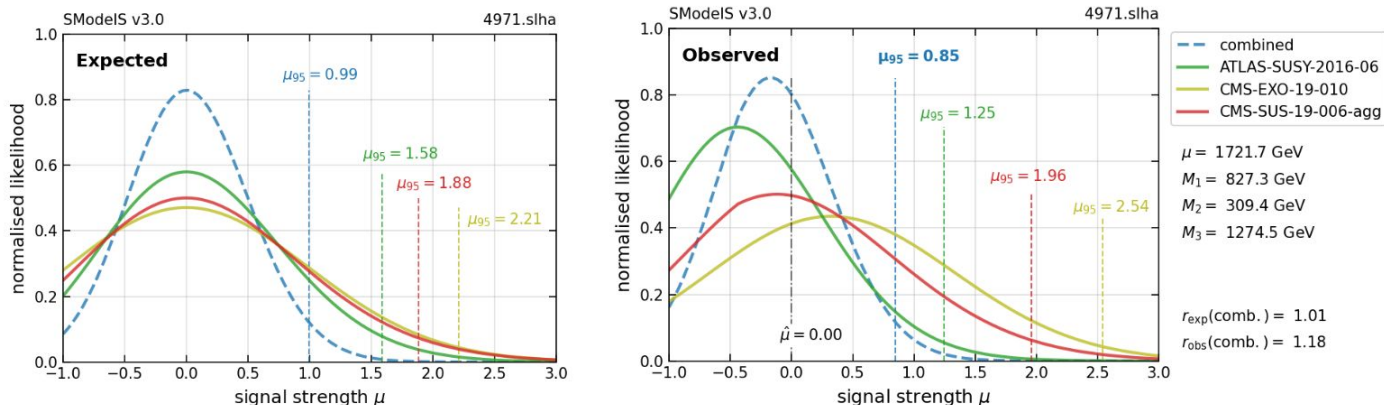 SModelS v3.0
4971.slha
Expected
μ95 = 0.99
μ95 = 1.58
μ95 = 1.88
μ95 = 2.21
normalised likelihood
1.0
0.8
0.6
0.4
0.2
0.0
−1.0 −0.5 0.0 0.5 1.0 1.5 2.0 2.5 3.0
signal strength μ
SModelS v3.0
4971.slha
Observed
μ95 = 0.85
μ95 = 1.25
μ95 = 1.96
μ95 = 2.54
μ̂ = 0.00
normalised likelihood
1.0
0.8
0.6
0.4
0.2
0.0
−1.0 −0.5 0.0 0.5 1.0 1.5 2.0 2.5 3.0
signal strength μ
combined
ATLAS-SUSY-2016-06
CMS-EXO-19-010
CMS-SUS-19-006-agg
μ = 1721.7 GeV
M1 = 827.3 GeV
M2 = 309.4 GeV
M3 = 1274.5 GeV
rexp(comb.) = 1.01
robs(comb.) = 1.18